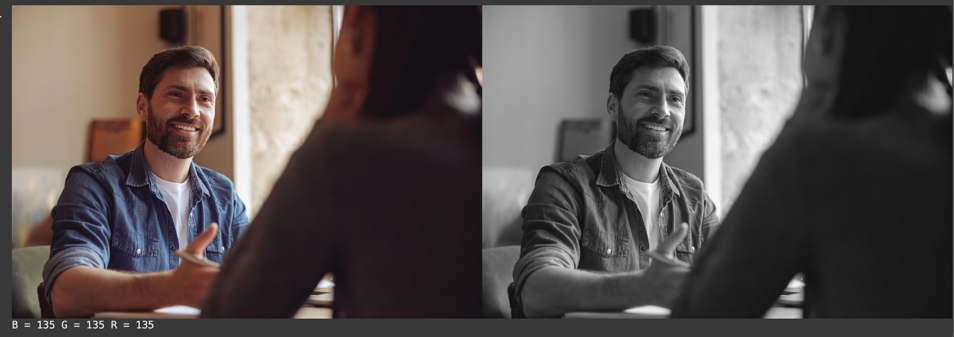 B = 135 G = 135 R = 135